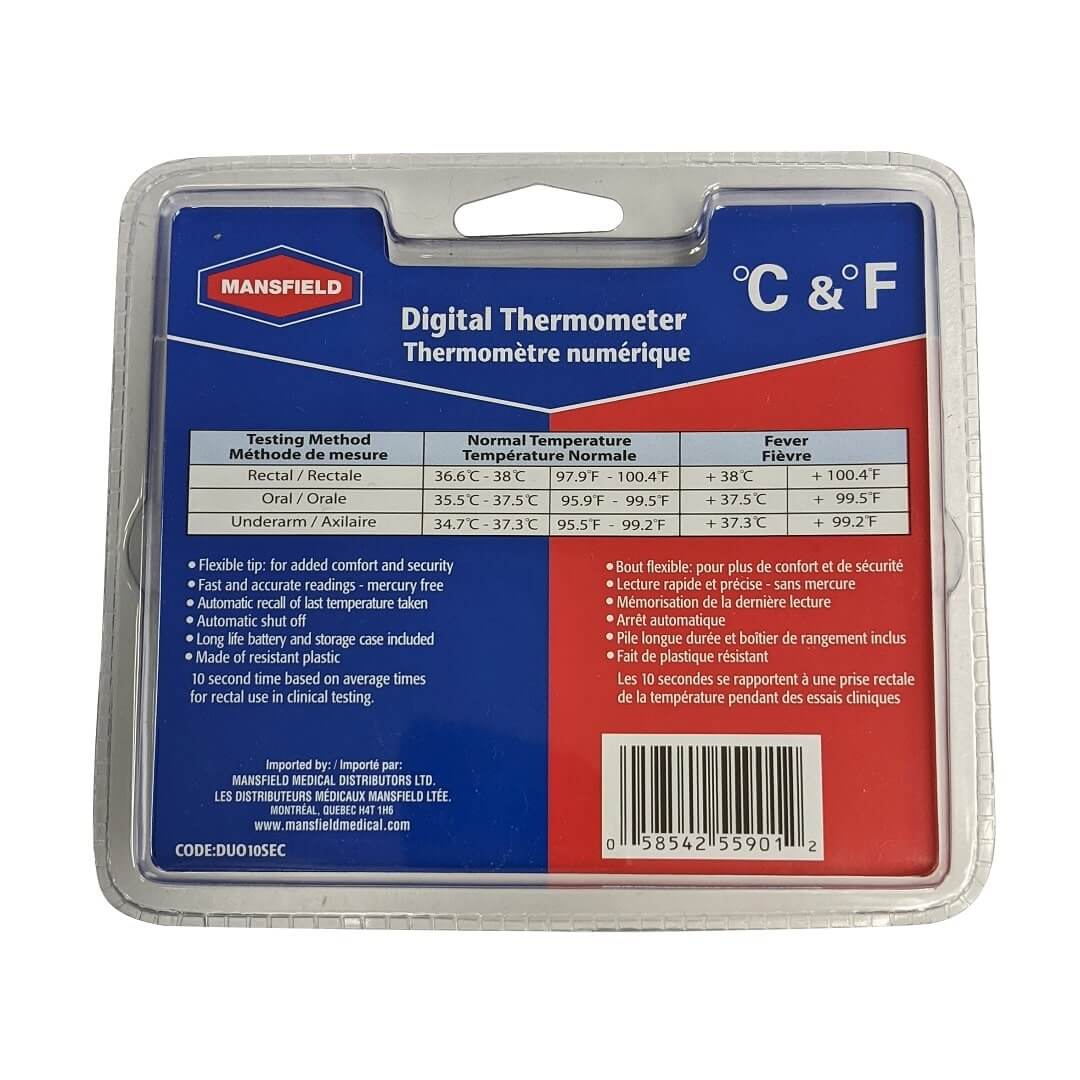 MANSFIELD
°C & °F
Digital Thermometer
Thermomètre numérique
Testing Method Normal Temperature Fever
Méthode de mesure Température Normale Fièvre
Rectal / Rectale 36.6°C - 38°C 97.9°F - 100.4°F + 38°C + 100.4°F
Oral / Orale 35.5°C - 37.5°C 95.9°F - 99.5°F + 37.5°C + 99.5°F
Underarm / Axilaire 34.7°C - 37.3°C 95.5°F - 99.2°F + 37.3°C + 99.2°F
• Flexible tip: for added comfort and security
• Fast and accurate readings - mercury free
• Automatic recall of last temperature taken
• Automatic shut off
• Long life battery and storage case included
• Made of resistant plastic
10 second time based on average times
for rectal use in clinical testing.
• Bout flexible: pour plus de confort et de sécurité
• Lecture rapide et précise - sans mercure
• Mémorisation de la dernière lecture
• Arrêt automatique
• Pile longue durée et boîtier de rangement inclus
• Fait de plastique résistant
Les 10 secondes se rapportent à une prise rectale
de la température pendant des essais cliniques
Imported by: / Importé par:
MANSFIELD MEDICAL DISTRIBUTORS LTD.
LES DISTRIBUTEURS MÉDICAUX MANSFIELD LTÉE.
MONTRÉAL, QUEBEC H4T 1H6
www.mansfieldmedical.com
CODE:DUO10SEC
0 58542 55901 2